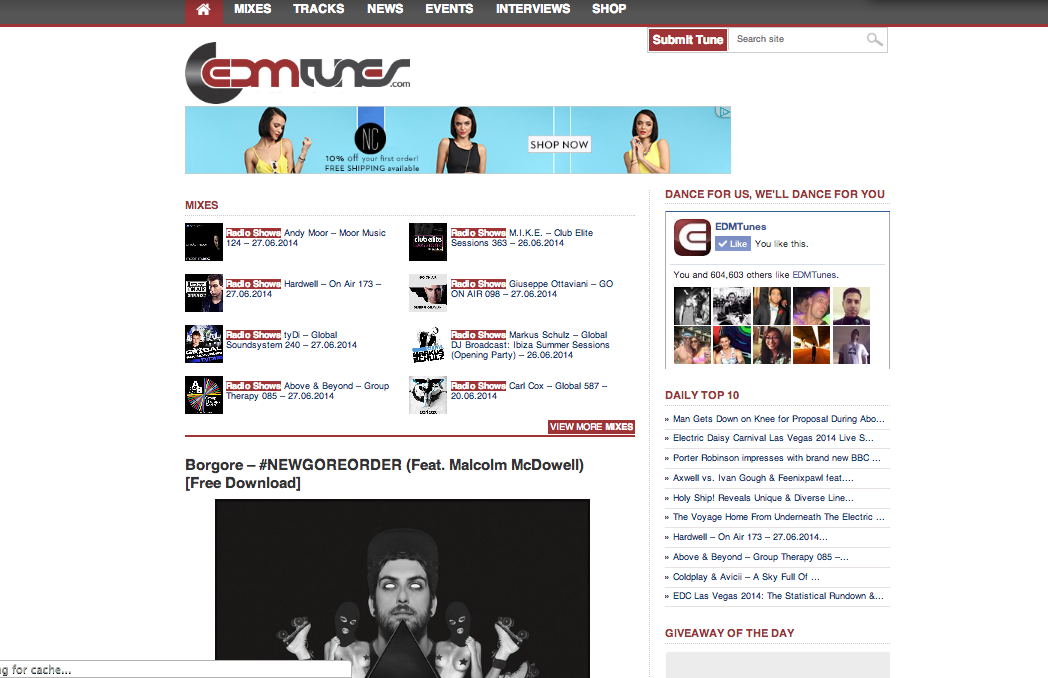 MIXES TRACKS NEWS EVENTS INTERVIEWS SHOP
Submit Tune Search site
EDMTunes.com
NC
10% off your first order!
FREE SHIPPING available
SHOP NOW
MIXES
Radio Shows Andy Moor – Moor Music
124 – 27.06.2014
Radio Shows M.I.K.E. – Club Elite
Sessions 363 – 26.06.2014
club elite
Radio Shows Hardwell – On Air 173 –
27.06.2014
Radio Shows Giuseppe Ottaviani – GO
ON AIR 098 – 27.06.2014
Radio Shows tyDi – Global
Soundsystem 240 – 27.06.2014
Radio Shows Markus Schulz – Global
DJ Broadcast: Ibiza Summer Sessions
(Opening Party) – 26.06.2014
Radio Shows Above & Beyond – Group
Therapy 085 – 27.06.2014
Radio Shows Carl Cox – Global 587 –
20.06.2014
VIEW MORE MIXES
Borgore – #NEWGOREORDER (Feat. Malcolm McDowell)
[Free Download]
DANCE FOR US, WE'LL DANCE FOR YOU
EDMTunes
Like You like this.
You and 604,603 others like EDMTunes.
DAILY TOP 10
» Man Gets Down on Knee for Proposal During Abo...
» Electric Daisy Carnival Las Vegas 2014 Live S...
» Porter Robinson impresses with brand new BBC ...
» Axwell vs. Ivan Gough & Feenixpawl feat....
» Holy Ship! Reveals Unique & Diverse Line...
» The Voyage Home From Underneath The Electric ...
» Hardwell – On Air 173 – 27.06.2014...
» Above & Beyond – Group Therapy 085 –...
» Coldplay & Avicii – A Sky Full Of ...
» EDC Las Vegas 2014: The Statistical Rundown &...
GIVEAWAY OF THE DAY
g for cache...